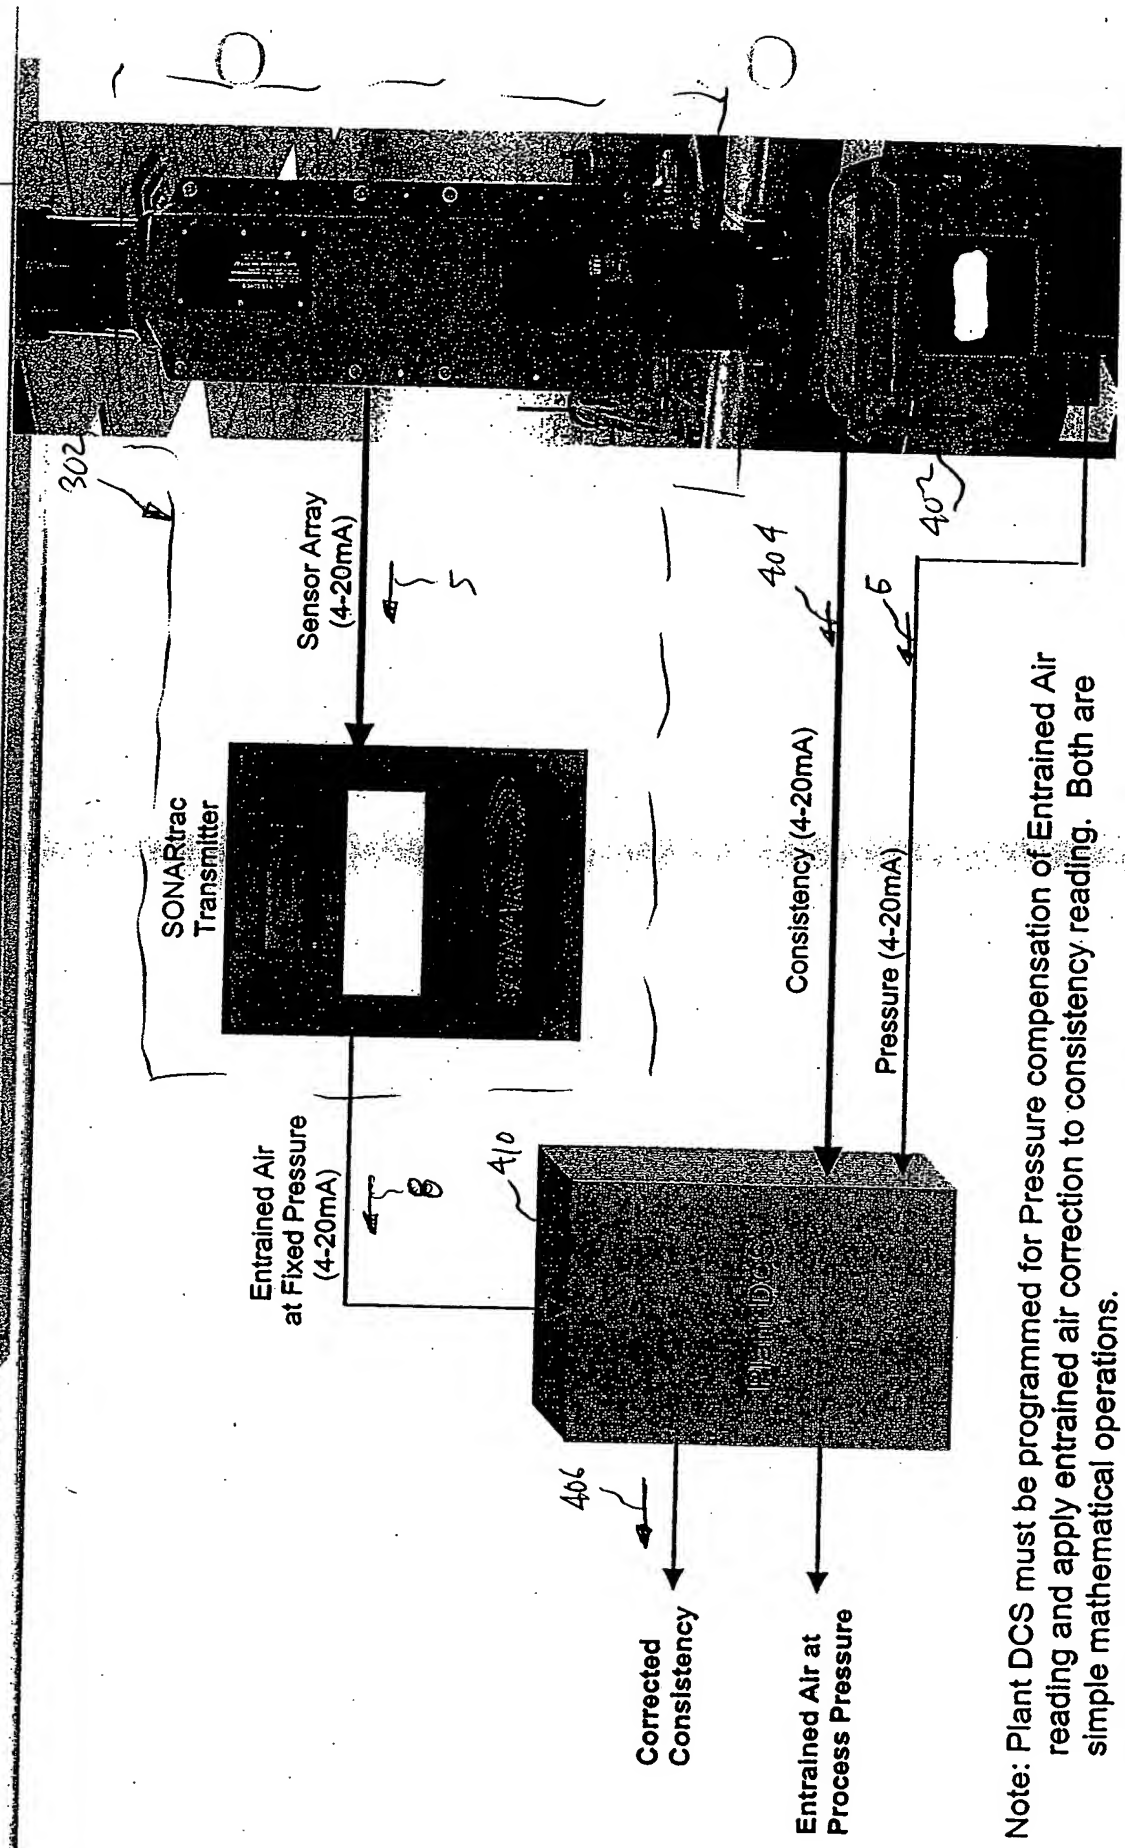 302
Sensor Array
(4-20mA)
5
SONARtrac
Transmitter
Entrained Air
at Fixed Pressure
(4-20mA)
8
410
Plant DCS
402
404
Consistency (4-20mA)
6
Pressure (4-20mA)
406
Corrected
Consistency
Entrained Air at
Process Pressure
Note: Plant DCS must be programmed for Pressure compensation of Entrained Air
reading and apply entrained air correction to consistency reading. Both are
simple mathematical operations.